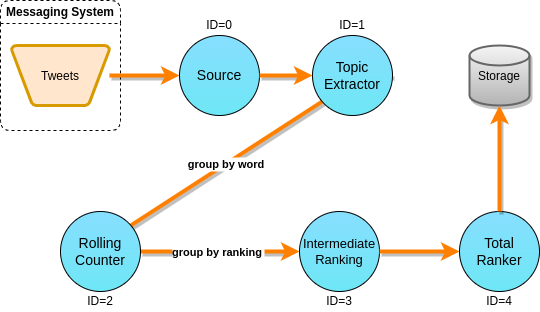 Messaging System
ID=0
ID=1
Tweets
Source
Topic
Extractor
Storage
group by word
Rolling
Counter
group by ranking
Intermediate
Ranking
Total
Ranker
ID=2
ID=3
ID=4